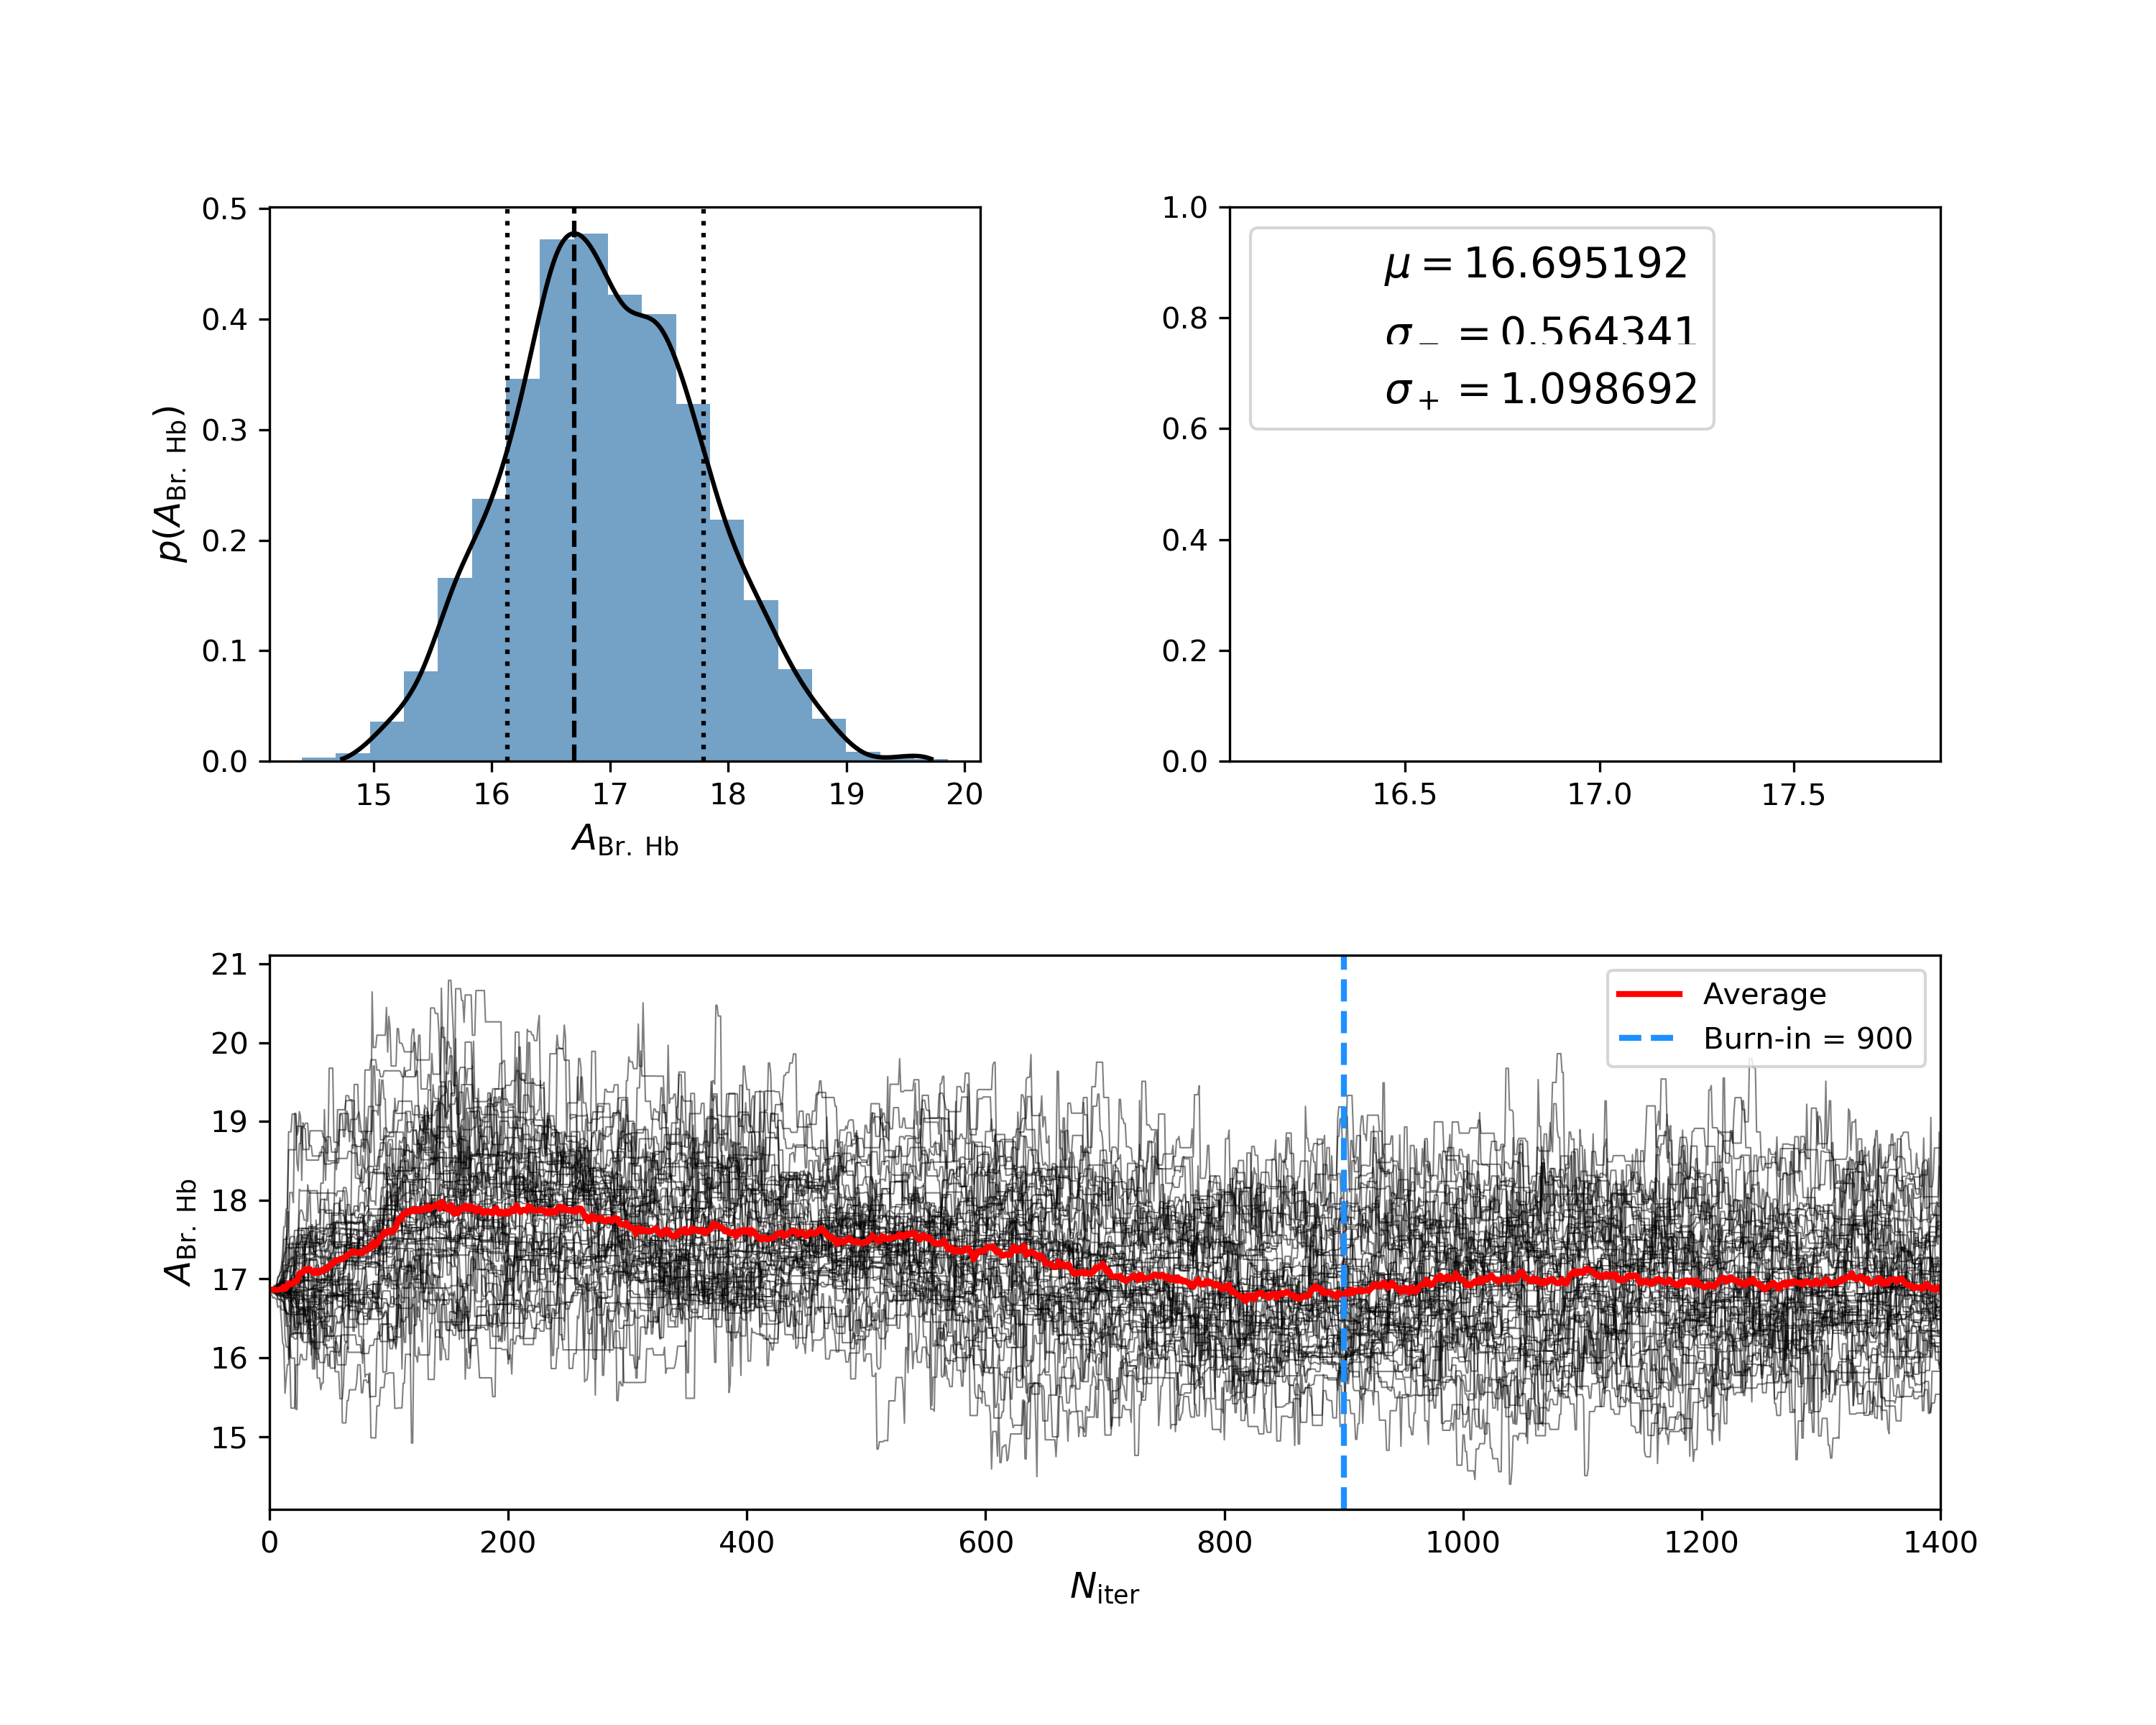 0.5
0.4
0.3
0.2
0.1
0.0
p(A_Br. Hb)
15 16 17 18 19 20
A_Br. Hb
1.0
0.8
0.6
0.4
0.2
0.0
μ = 16.695192
σ_− = 0.564341
σ_+ = 1.098692
16.5 17.0 17.5
21
20
19
18
17
16
15
A_Br. Hb
Average
Burn-in = 900
0 200 400 600 800 1000 1200 1400
N_iter